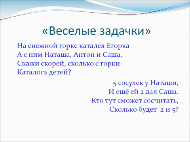 «Веселые задачки»
На снежной горке катался Егорка
А с ним Наташа, Антон и Саша.
Скажи скорей, сколько с горки
Каталось детей?
5 сосулек у Наташи,
И ещё ей 2 дал Саша.
Кто тут сможет сосчитать,
Сколько будет 2 и 5?